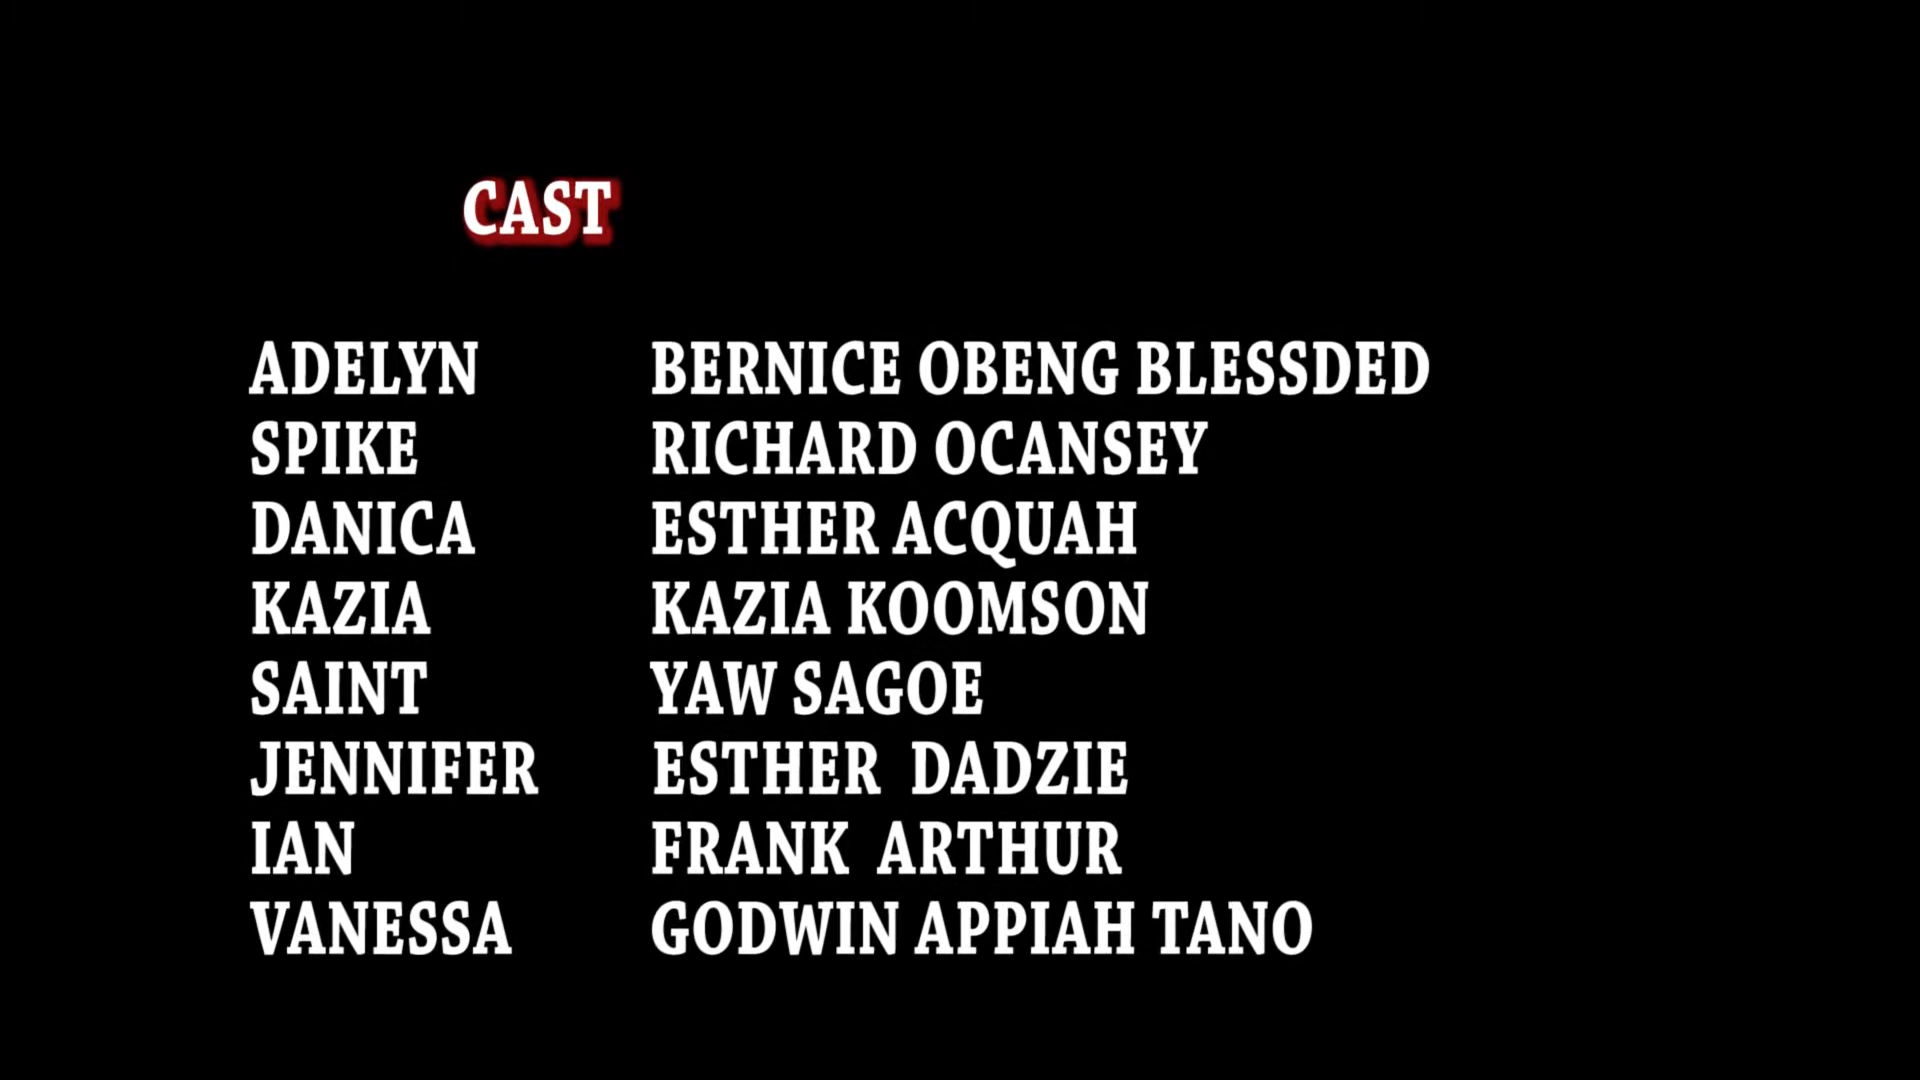 CAST
ADELYN BERNICE OBENG BLESSDED
SPIKE RICHARD OCANSEY
DANICA ESTHER ACQUAH
KAZIA KAZIA KOOMSON
SAINT YAW SAGOE
JENNIFER ESTHER DADZIE
IAN FRANK ARTHUR
VANESSA GODWIN APPIAH TANO